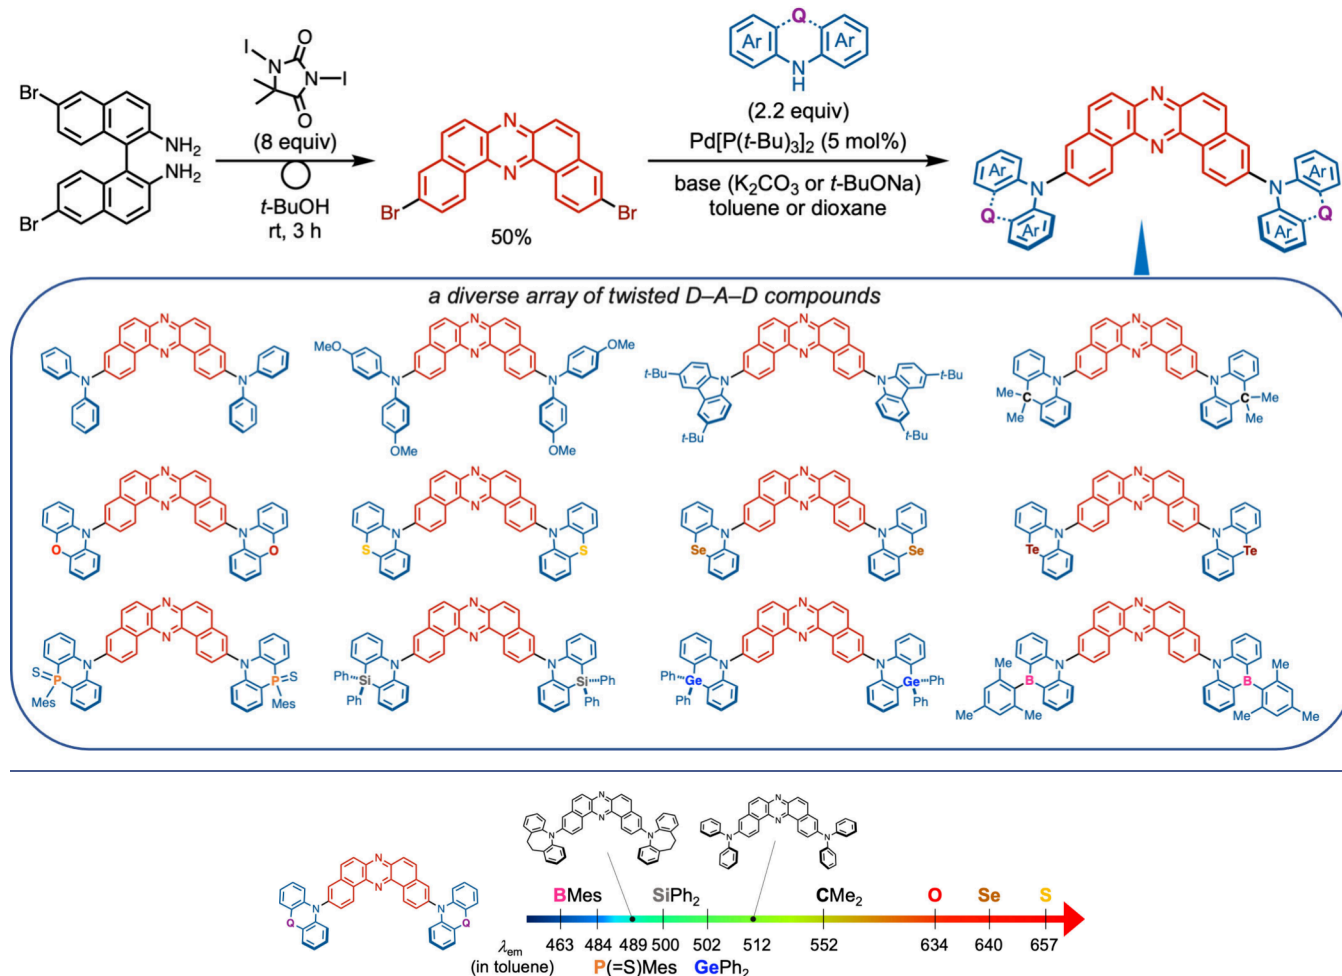 Br
NH2
NH2
Br
I
N
O
N
I
O
(8 equiv)
t-BuOH
rt, 3 h
N
N
Br
Br
50%
Q
Ar
Ar
N
H
(2.2 equiv)
Pd[P(t-Bu)3]2 (5 mol%)
base (K2CO3 or t-BuONa)
toluene or dioxane
N
N
Ar
N
Q
Ar
N
Ar
Q
Ar
a diverse array of twisted D–A–D compounds
N
N
N
N
N
N
MeO
N
N
OMe
OMe
OMe
N
N
t-Bu
N
N
t-Bu
t-Bu
t-Bu
N
N
N
N
Me
C
Me
C
Me
Me
N
N
N
N
O
O
N
N
N
N
S
S
N
N
N
N
Se
Se
N
N
N
N
Te
Te
N
N
N
N
S
P
Mes
P
S
Mes
N
N
N
N
Ph
Si
Ph
Si
Ph
Ph
N
N
N
N
Ph
Ge
Ph
Ge
Ph
Ph
N
N
N
N
Me
B
Me
Me
Me
B
Me
Me
N
N
N
N
N
N
N
N
N
N
N
N
Q
Q
BMes
SiPh2
CMe2
O
Se
S
λem
(in toluene)
463 484 489 500 502 512 552 634 640 657
P(=S)Mes
GePh2